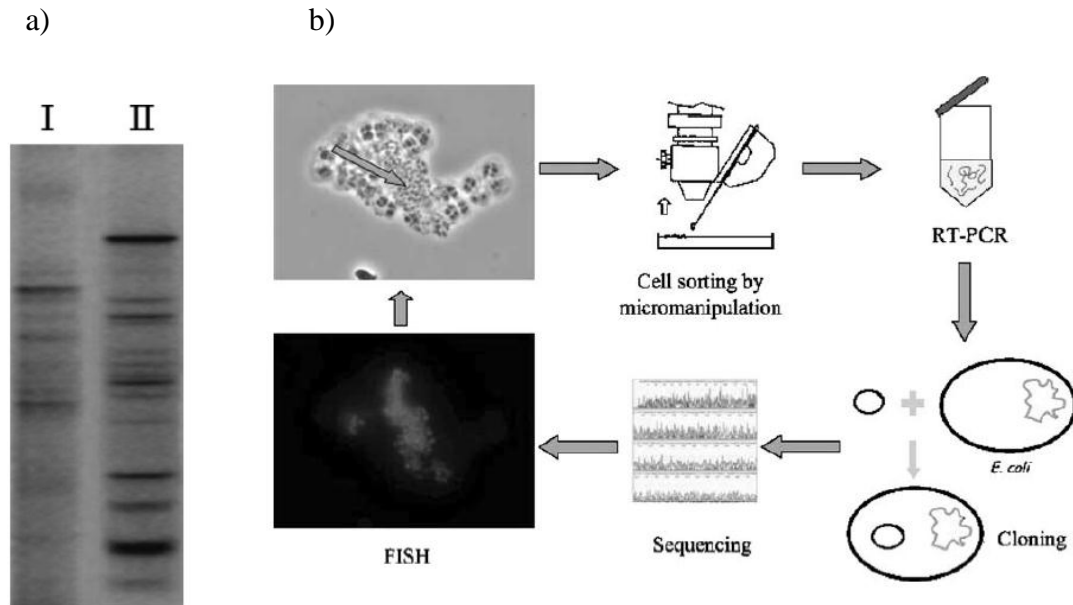 a)
b)
I
II
RT-PCR
Cell sorting by
micromanipulation
E. coli
Cloning
Sequencing
FISH